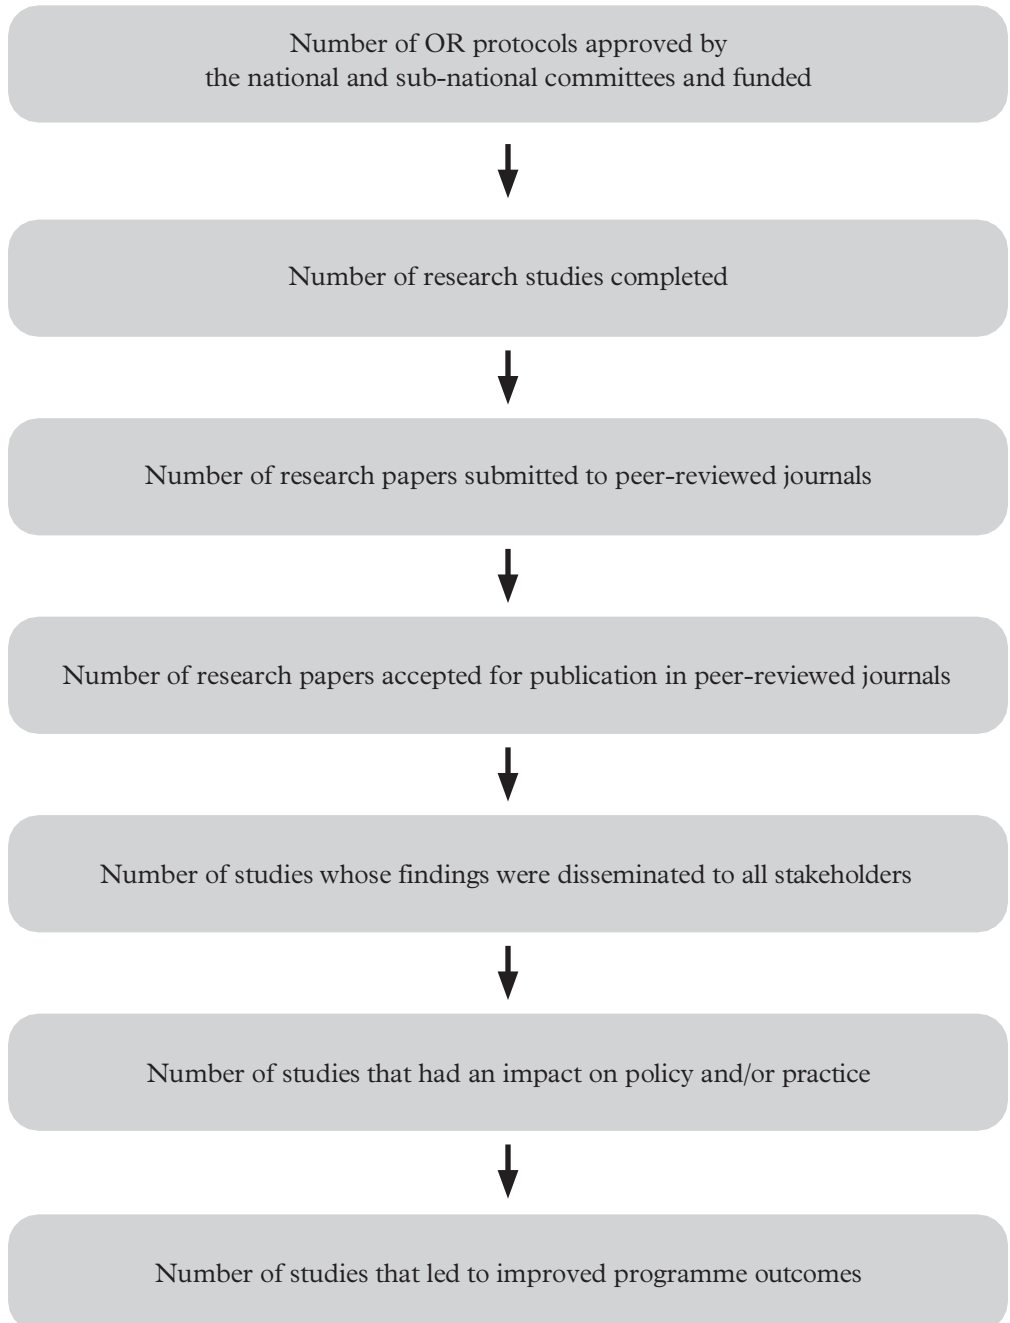 Number of OR protocols approved by
the national and sub-national committees and funded
Number of research studies completed
Number of research papers submitted to peer-reviewed journals
Number of research papers accepted for publication in peer-reviewed journals
Number of studies whose findings were disseminated to all stakeholders
Number of studies that had an impact on policy and/or practice
Number of studies that led to improved programme outcomes